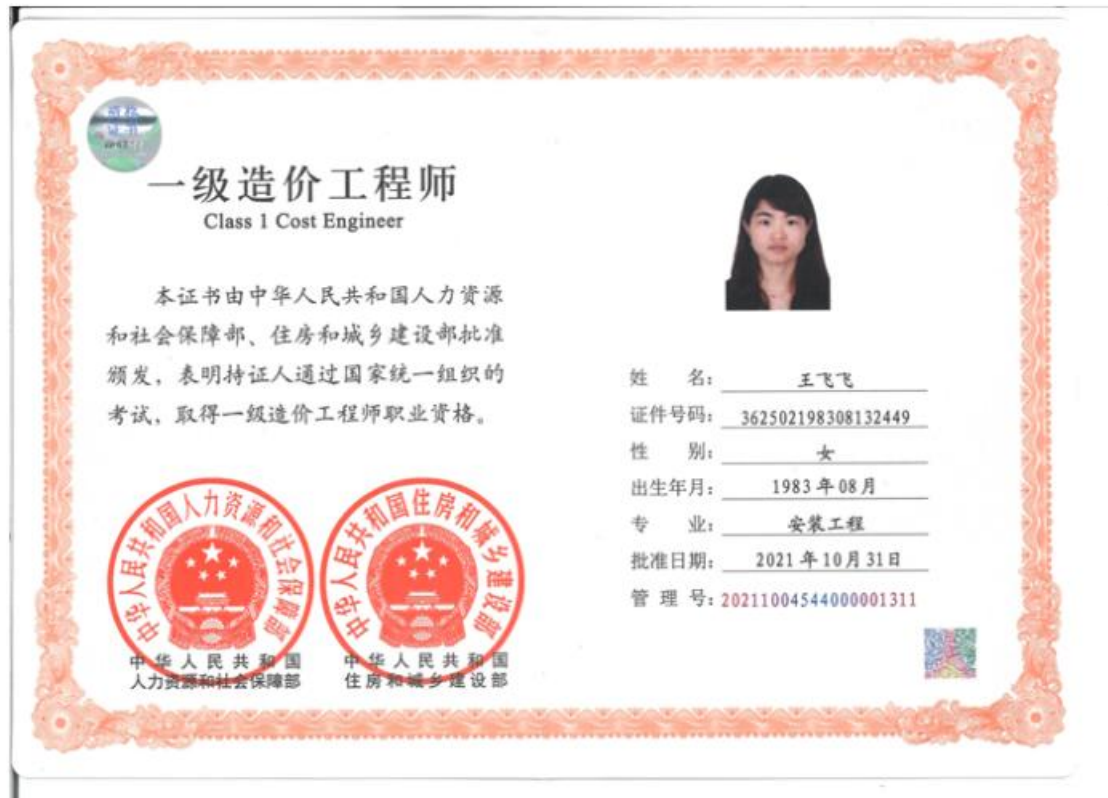 一级造价工程师
Class 1 Cost Engineer
本证书由中华人民共和国人力资源
和社会保障部、住房和城乡建设部批准
颁发，表明持证人通过国家统一组织的
考试，取得一级造价工程师职业资格。
中华人民共和国人力资源和社会保障部
中华人民共和国住房和城乡建设部
中华人民共和国
人力资源和社会保障部
中华人民共和国
住房和城乡建设部
姓 名：王飞飞
证件号码：362502198308132449
性 别：女
出生年月：1983年08月
专 业：安装工程
批准日期：2021年10月31日
管 理 号：20211004544000001311